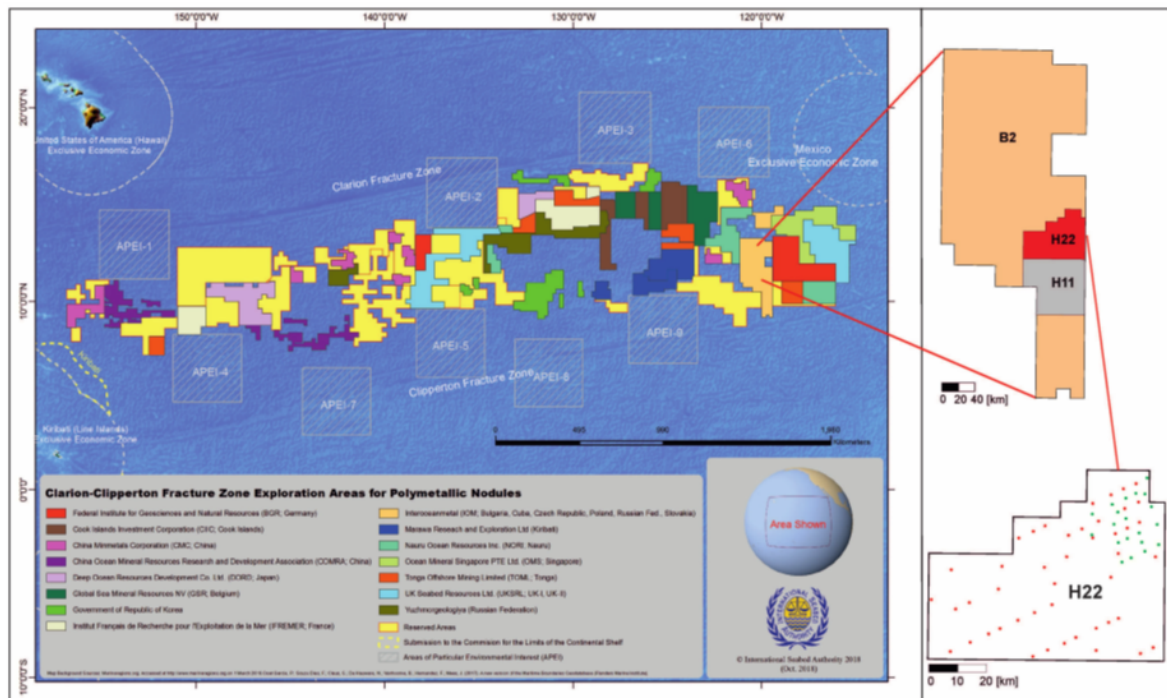 150°0'0"W
140°0'0"W
130°0'0"W
120°0'0"W
20°0'0"N
10°0'0"N
0°0'0"
10°0'0"S
United States of America (Hawaii)
Exclusive Economic Zone
Clarion Fracture Zone
APEI-3
APEI-6
Mexico
Exclusive Economic Zone
APEI-2
APEI-1
APEI-4
APEI-5
APEI-9
APEI-7
APEI-8
Clipperton Fracture Zone
Kiribati (Line Islands)
Exclusive Economic Zone
0
495
Kilometers
Clarion-Clipperton Fracture Zone Exploration Areas for Polymetallic Nodules
Federal Institute for Geosciences and Natural Resources (BGR; Germany)
Cook Islands Investment Corporation (CIIC; Cook Islands)
China Minmetals Corporation (CMC; China)
China Ocean Mineral Resources Research and Development Association (COMRA; China)
Deep Ocean Resources Development Co. Ltd. (DORD; Japan)
Global Sea Mineral Resources NV (GSR; Belgium)
Government of Republic of Korea
Institut Français de Recherche pour l'Exploitation de la Mer (IFREMER; France)
Interoceanmetal (IOM; Bulgaria, Cuba, Czech Republic, Poland, Russian Fed., Slovakia)
Marawa Research and Exploration Ltd (Kiribati)
Nauru Ocean Resources Inc. (NORI; Nauru)
Ocean Mineral Singapore PTE Ltd. (OMS; Singapore)
Tonga Offshore Mining Limited (TOML; Tonga)
UK Seabed Resources Ltd. (UKSRL; UK-I, UK-II)
Yuzhmorgeologiya (Russian Federation)
Reserved Areas
Submission to the Commision for the Limits of the Continental Shelf
Areas of Particular Environmental Interest (APEI)
Area Shown
INTERNATIONAL SEABED AUTHORITY
© International Seabed Authority 2018
(Oct. 2018)
B2
H22
H11
0 20 40 [km]
H22
0 10 20
[km]